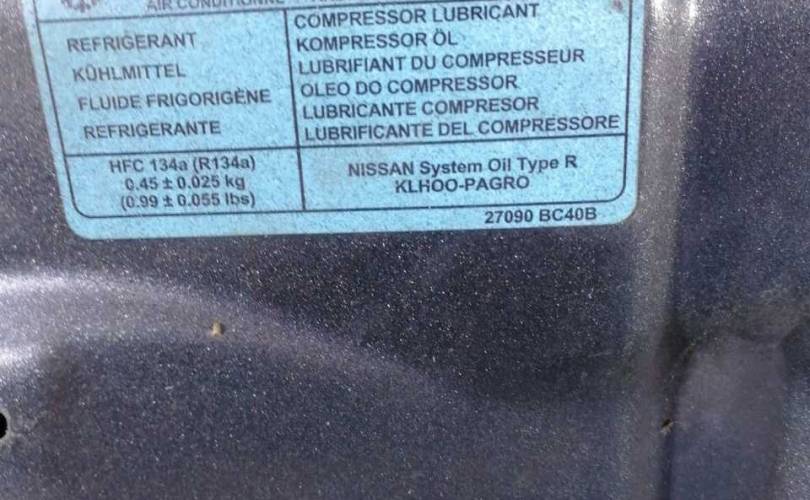 AIR CONDITIONNÉ
REFRIGERANT
KÜHLMITTEL
FLUIDE FRIGORIGÈNE
REFRIGERANTE
COMPRESSOR LUBRICANT
KOMPRESSOR ÖL
LUBRIFIANT DU COMPRESSEUR
OLEO DO COMPRESSOR
LUBRICANTE COMPRESOR
LUBRIFICANTE DEL COMPRESSORE
HFC 134a (R134a)
0.45 ± 0.025 kg
(0.99 ± 0.055 lbs)
NISSAN System Oil Type R
KLHOO-PAGRO
27090 BC40B